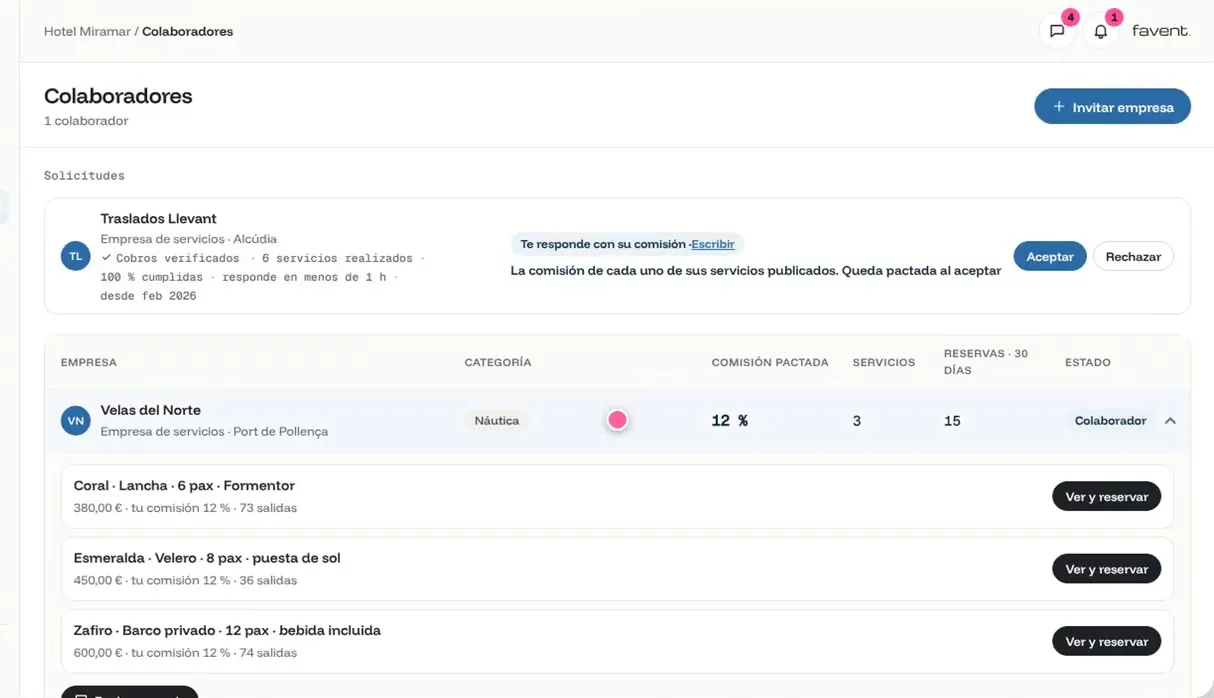 Hotel Miramar / Colaboradores
4
1
favent.
Colaboradores
1 colaborador
+ Invitar empresa
Solicitudes
TL
Traslados Llevant
Empresa de servicios · Alcúdia
✓ Cobros verificados · 6 servicios realizados ·
100 % cumplidas · responde en menos de 1 h ·
desde feb 2026
Te responde con su comisión ·Escribir
La comisión de cada uno de sus servicios publicados. Queda pactada al aceptar
Aceptar
Rechazar
EMPRESA
CATEGORÍA
COMISIÓN PACTADA
SERVICIOS
RESERVAS · 30
DÍAS
ESTADO
VN
Velas del Norte
Empresa de servicios · Port de Pollença
Náutica
12 %
3
15
Colaborador
Coral · Lancha · 6 pax · Formentor
380,00 € · tu comisión 12 % · 73 salidas
Ver y reservar
Esmeralda · Velero · 8 pax · puesta de sol
450,00 € · tu comisión 12 % · 36 salidas
Ver y reservar
Zafiro · Barco privado · 12 pax · bebida incluida
600,00 € · tu comisión 12 % · 74 salidas
Ver y reservar